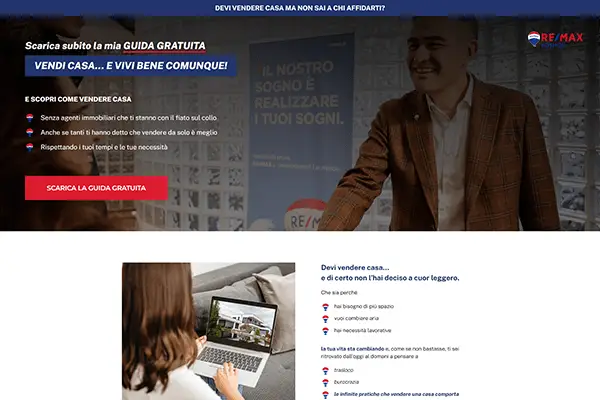 DEVI VENDERE CASA MA NON SAI A CHI AFFIDARTI?
Scarica subito la mia GUIDA GRATUITA
VENDI CASA... E VIVI BENE COMUNQUE!
E SCOPRI COME VENDERE CASA
Senza agenti immobiliari che ti stanno con il fiato sul collo
Anche se tanti ti hanno detto che vendere da solo è meglio
Rispettando i tuoi tempi e le tue necessità
SCARICA LA GUIDA GRATUITA
RE/MAX
IL NOSTRO
SOGNO È
REALIZZARE
I TUOI SOGNI.
RE/MAX
Devi vendere casa...
e di certo non l'hai deciso a cuor leggero.
Che sia perché
hai bisogno di più spazio
vuoi cambiare aria
hai necessità lavorative
la tua vita sta cambiando e, come se non bastasse, ti sei
ritrovato dall'oggi al domani a pensare a
trasloco
burocrazia
le infinite pratiche che vendere una casa comporta